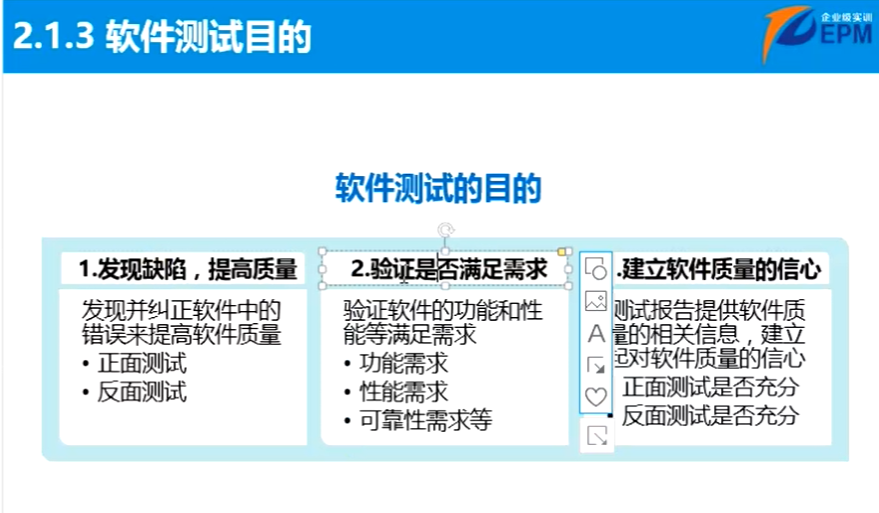 2.1.3 软件测试目的
企业级实训
EPM
软件测试的目的
1.发现缺陷，提高质量
发现并纠正软件中的
错误来提高软件质量
• 正面测试
• 反面测试
2.验证是否满足需求
验证软件的功能和性
能等满足需求
• 功能需求
• 性能需求
• 可靠性需求等
.建立软件质量的信心
测试报告提供软件质
量的相关信息，建立
起对软件质量的信心
正面测试是否充分
反面测试是否充分
A